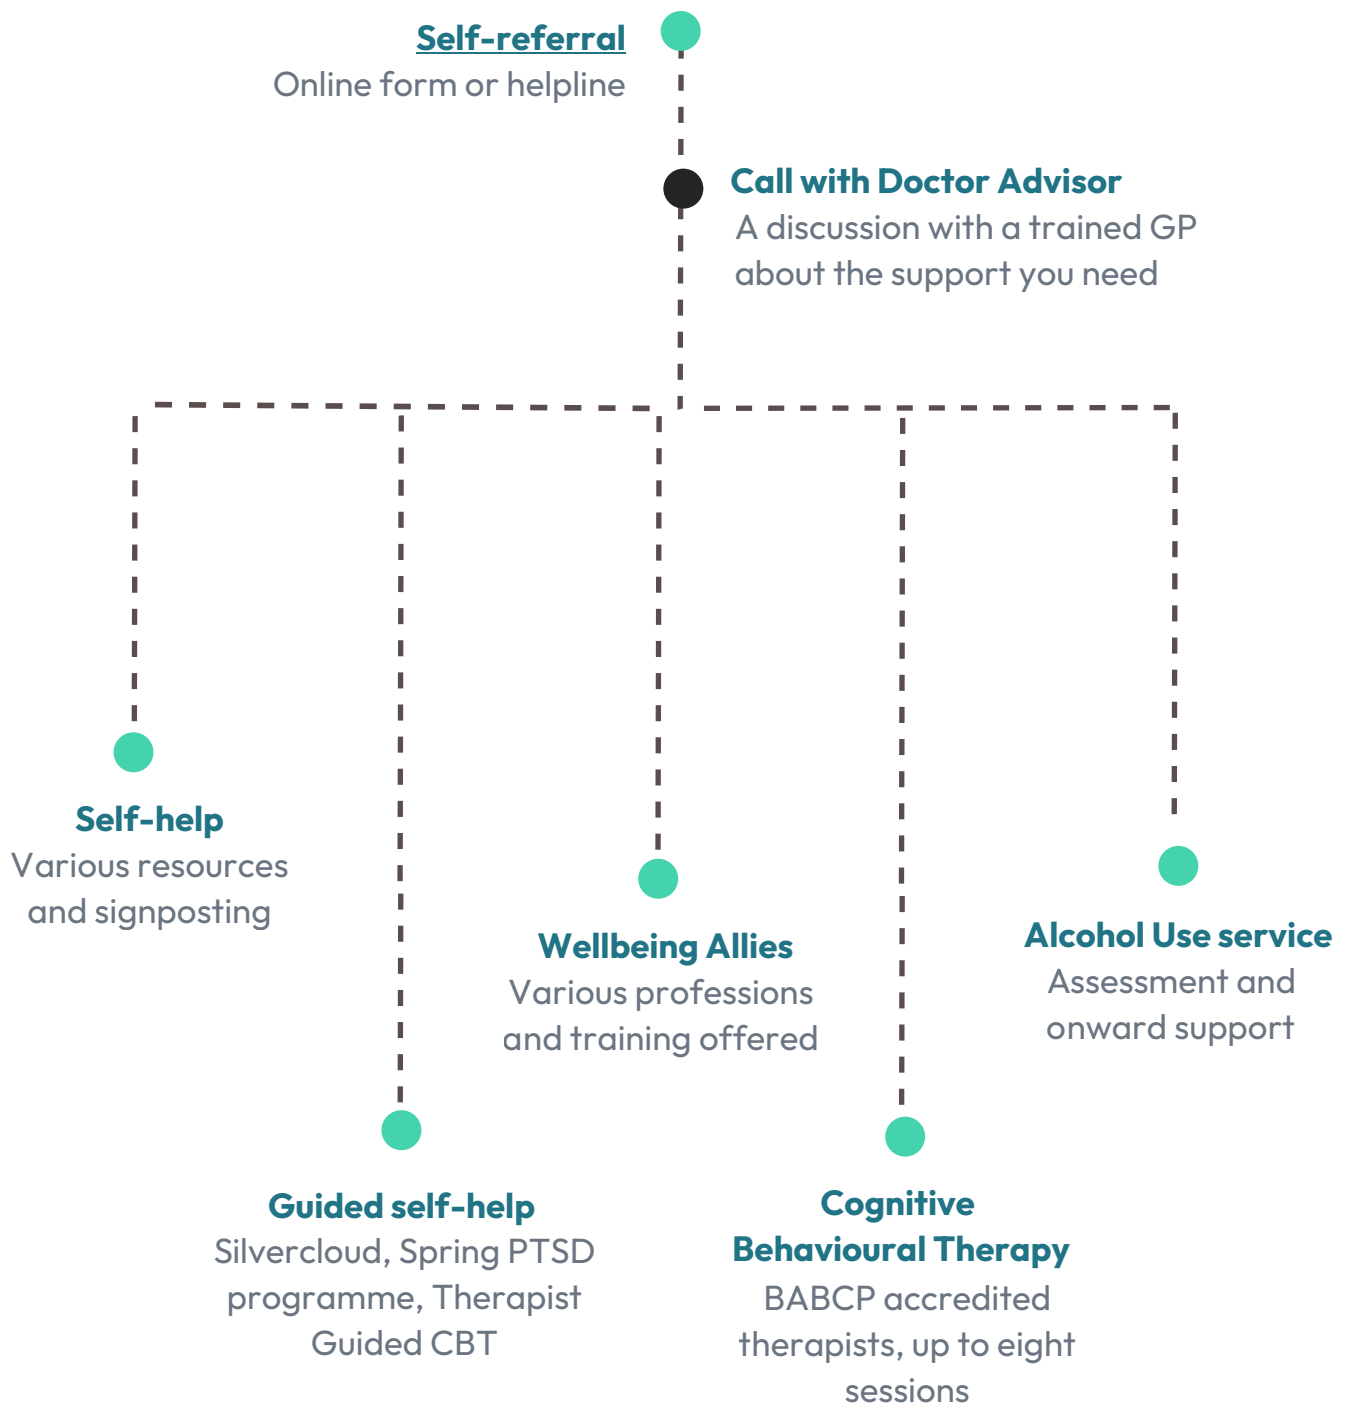 Self-referral
Online form or helpline
Call with Doctor Advisor
A discussion with a trained GP
about the support you need
Self-help
Various resources
and signposting
Wellbeing Allies
Various professions
and training offered
Alcohol Use service
Assessment and
onward support
Guided self-help
Silvercloud, Spring PTSD
programme, Therapist
Guided CBT
Cognitive
Behavioural Therapy
BABCP accredited
therapists, up to eight
sessions